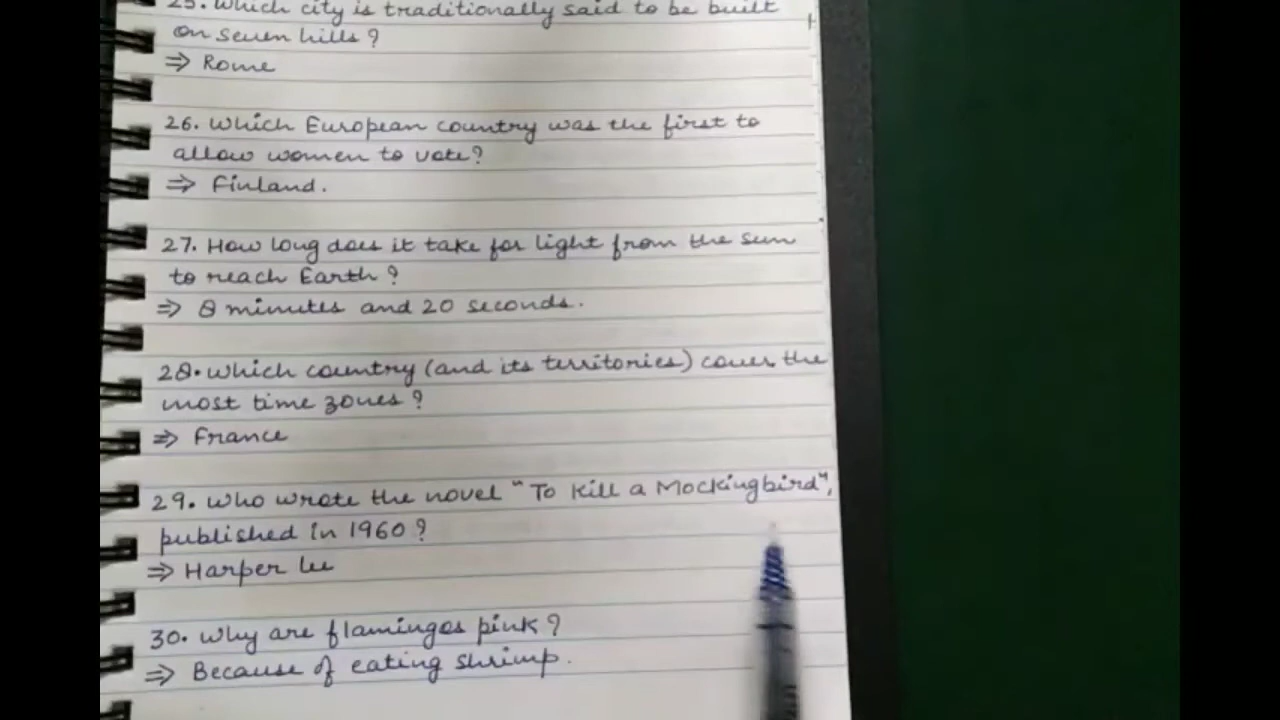 25. Which city is traditionally said to be built
on seven hills?
⇒ Rome
26. Which European country was the first to
allow women to vote?
⇒ Finland.
27. How long does it take for light from the sun
to reach Earth?
⇒ 8 minutes and 20 seconds.
28. Which country (and its territories) cover the
most time zones?
⇒ France
29. Who wrote the novel "To Kill a Mockingbird",
published in 1960?
⇒ Harper Lee
30. Why are flamingos pink?
⇒ Because of eating shrimp.